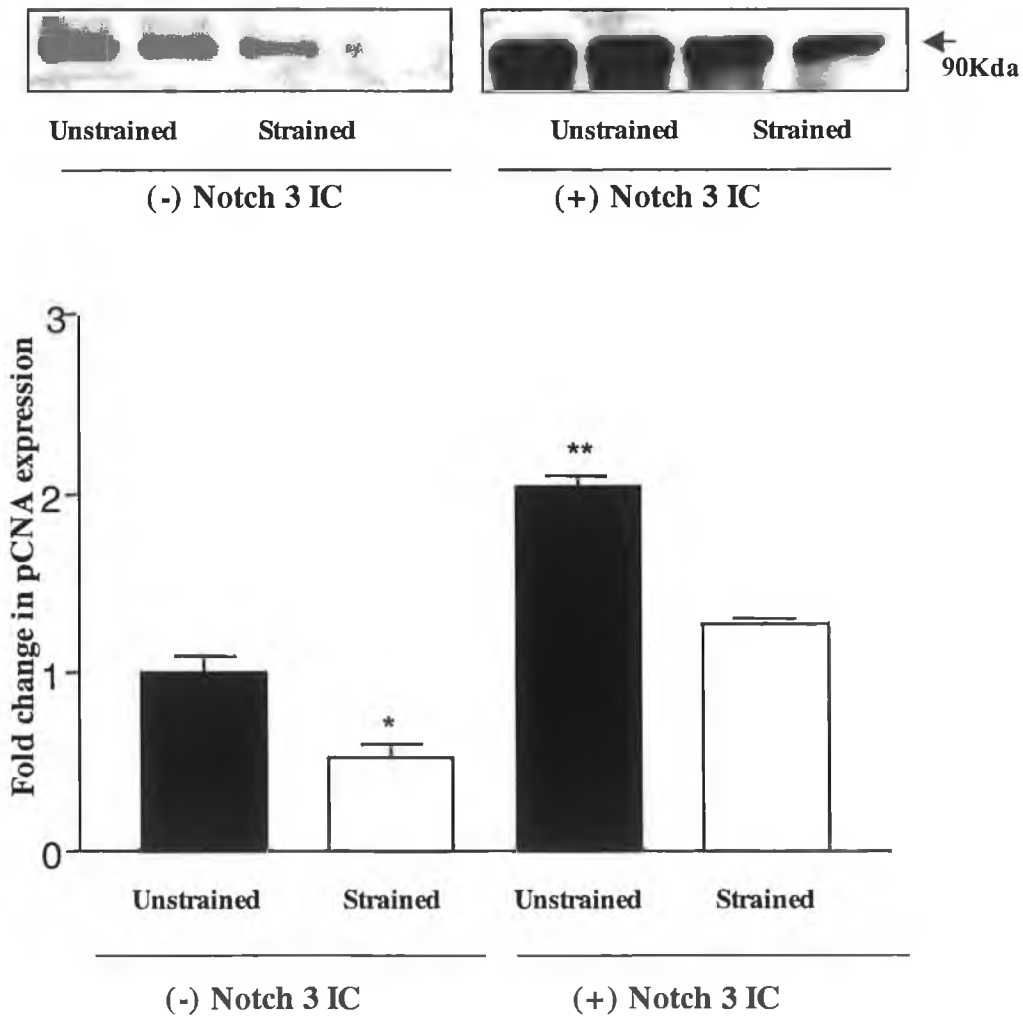 90Kda
Unstrained Strained Unstrained Strained
(-) Notch 3 IC (+) Notch 3 IC
Fold change in pCNA expression
3
2
1
0
*
**
Unstrained Strained Unstrained Strained
(-) Notch 3 IC (+) Notch 3 IC